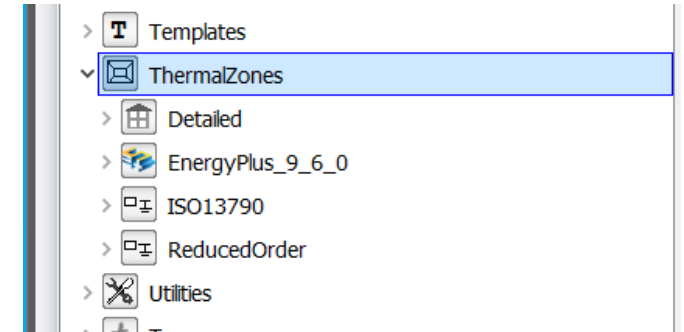 T Templates
ThermalZones
Detailed
EnergyPlus_9_6_0
ISO13790
ReducedOrder
Utilities